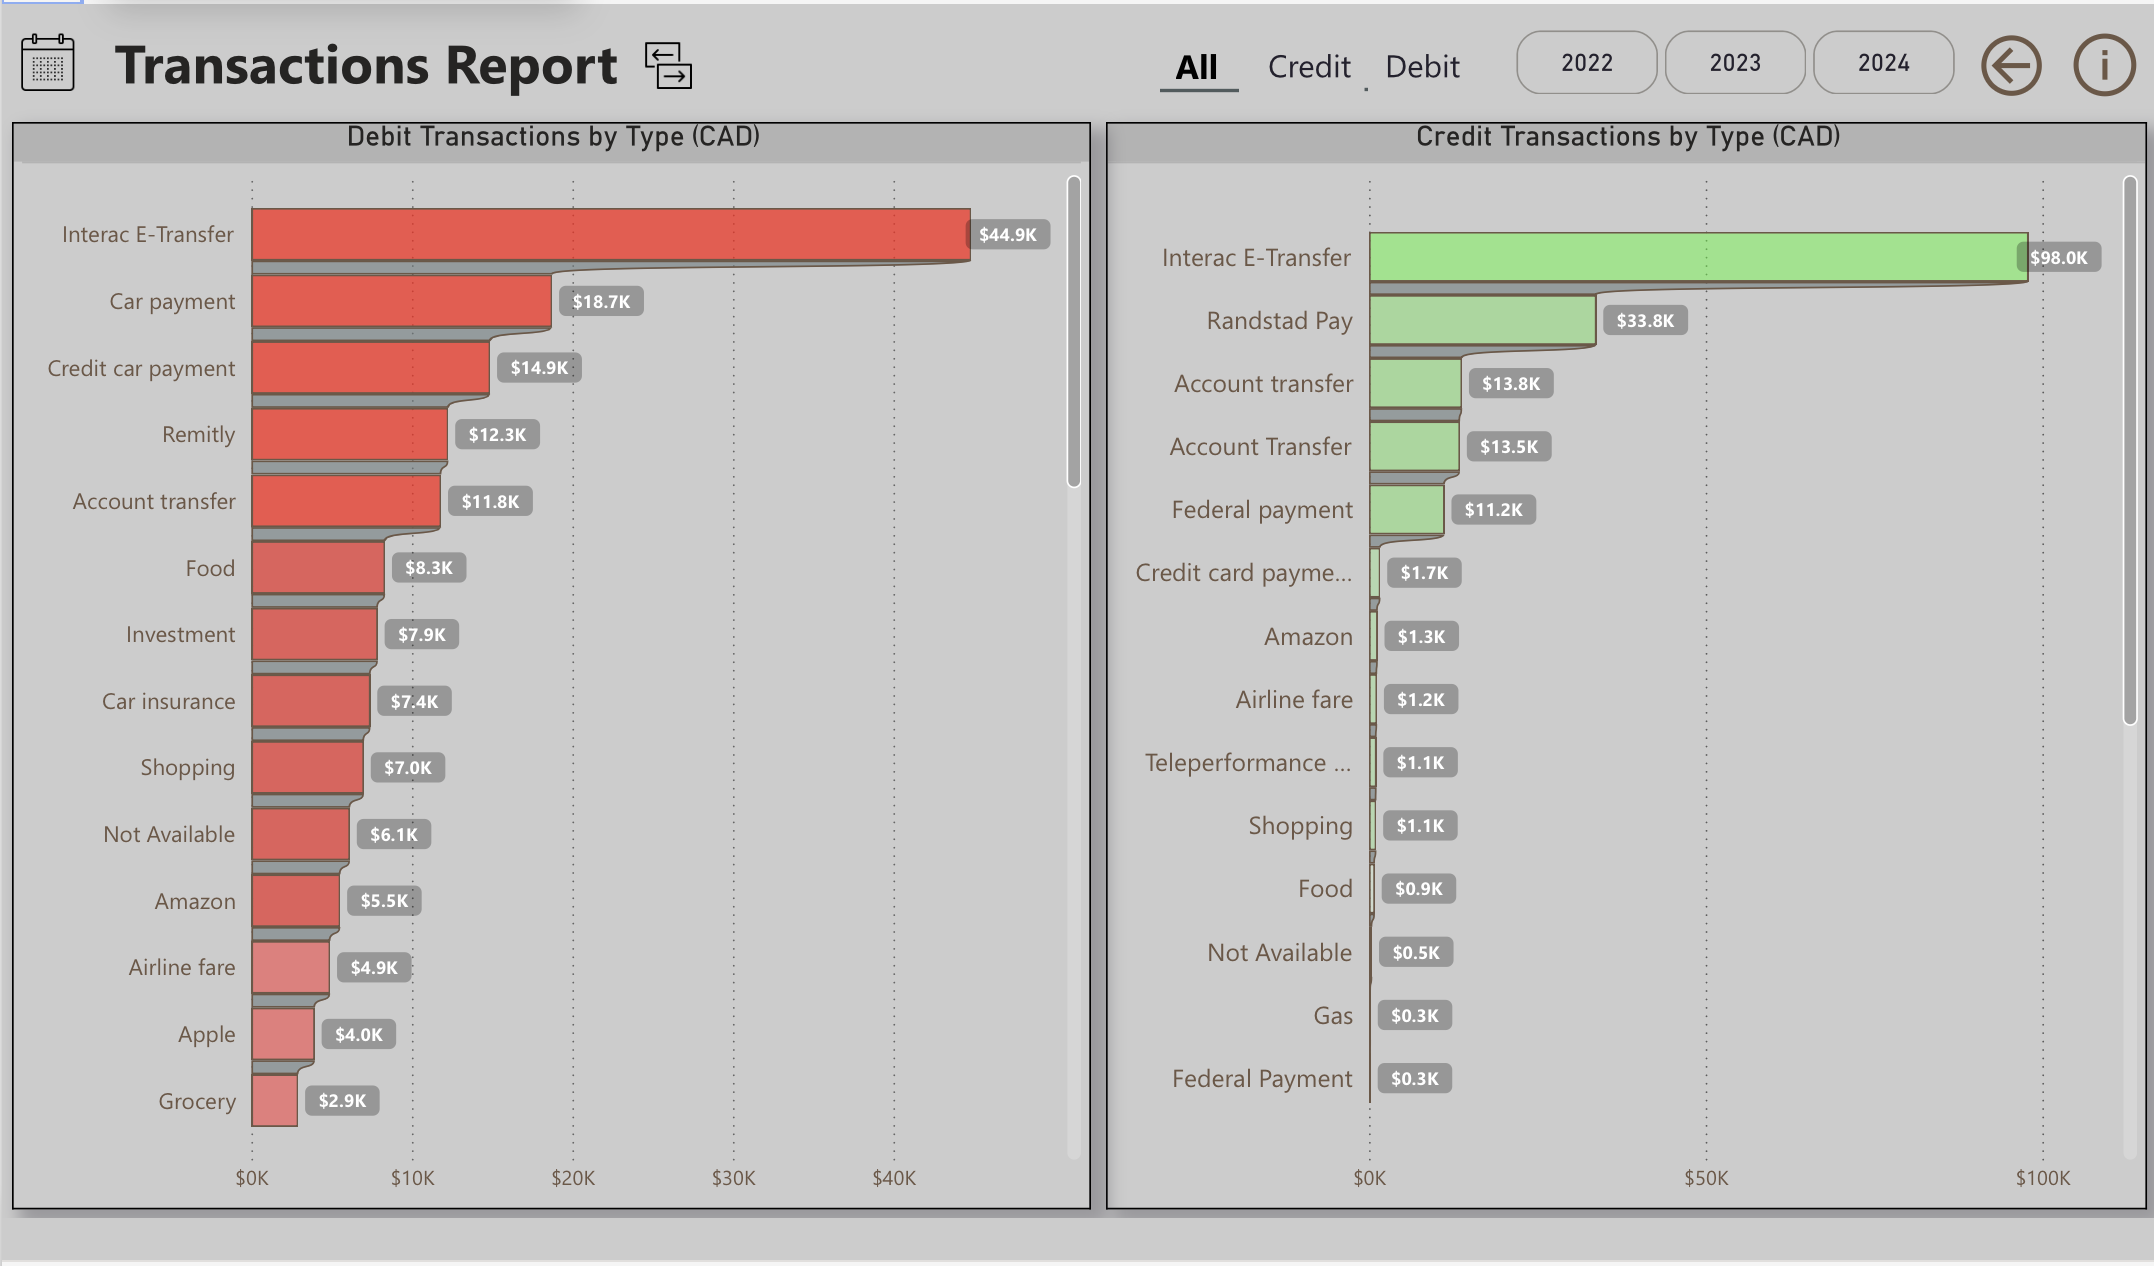 Transactions Report
All
Credit
Debit
2022
2023
2024
Debit Transactions by Type (CAD)
Interac E-Transfer $44.9K
Car payment $18.7K
Credit car payment $14.9K
Remitly $12.3K
Account transfer $11.8K
Food $8.3K
Investment $7.9K
Car insurance $7.4K
Shopping $7.0K
Not Available $6.1K
Amazon $5.5K
Airline fare $4.9K
Apple $4.0K
Grocery $2.9K
$0K $10K $20K $30K $40K
Credit Transactions by Type (CAD)
Interac E-Transfer $98.0K
Randstad Pay $33.8K
Account transfer $13.8K
Account Transfer $13.5K
Federal payment $11.2K
Credit card payme... $1.7K
Amazon $1.3K
Airline fare $1.2K
Teleperformance ... $1.1K
Shopping $1.1K
Food $0.9K
Not Available $0.5K
Gas $0.3K
Federal Payment $0.3K
$0K $50K $100K